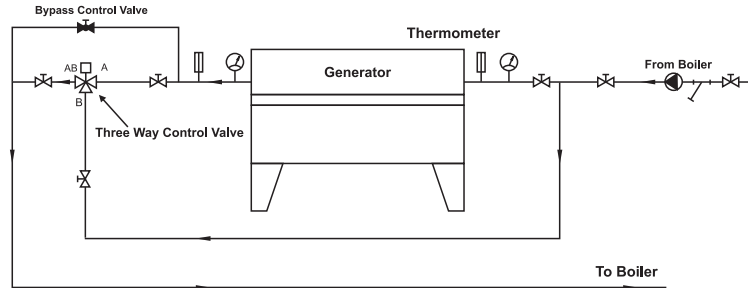 Bypass Control Valve
Thermometer
AB
A
Generator
From Boiler
B
Three Way Control Valve
To Boiler